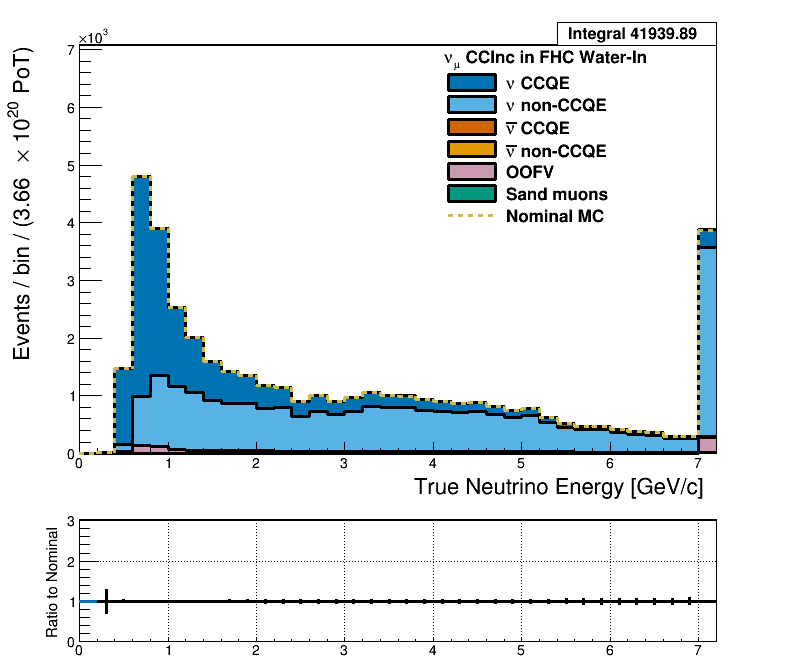 Integral 41939.89
×10³
ν_μ CCInc in FHC Water-In
ν CCQE
ν non-CCQE
ν̅ CCQE
ν̅ non-CCQE
OOFV
Sand muons
Nominal MC
Events / bin / (3.66 × 10²⁰ PoT)
7
6
5
4
3
2
1
0
0 1 2 3 4 5 6 7
True Neutrino Energy [GeV/c]
Ratio to Nominal
3
2
1
0
0 1 2 3 4 5 6 7